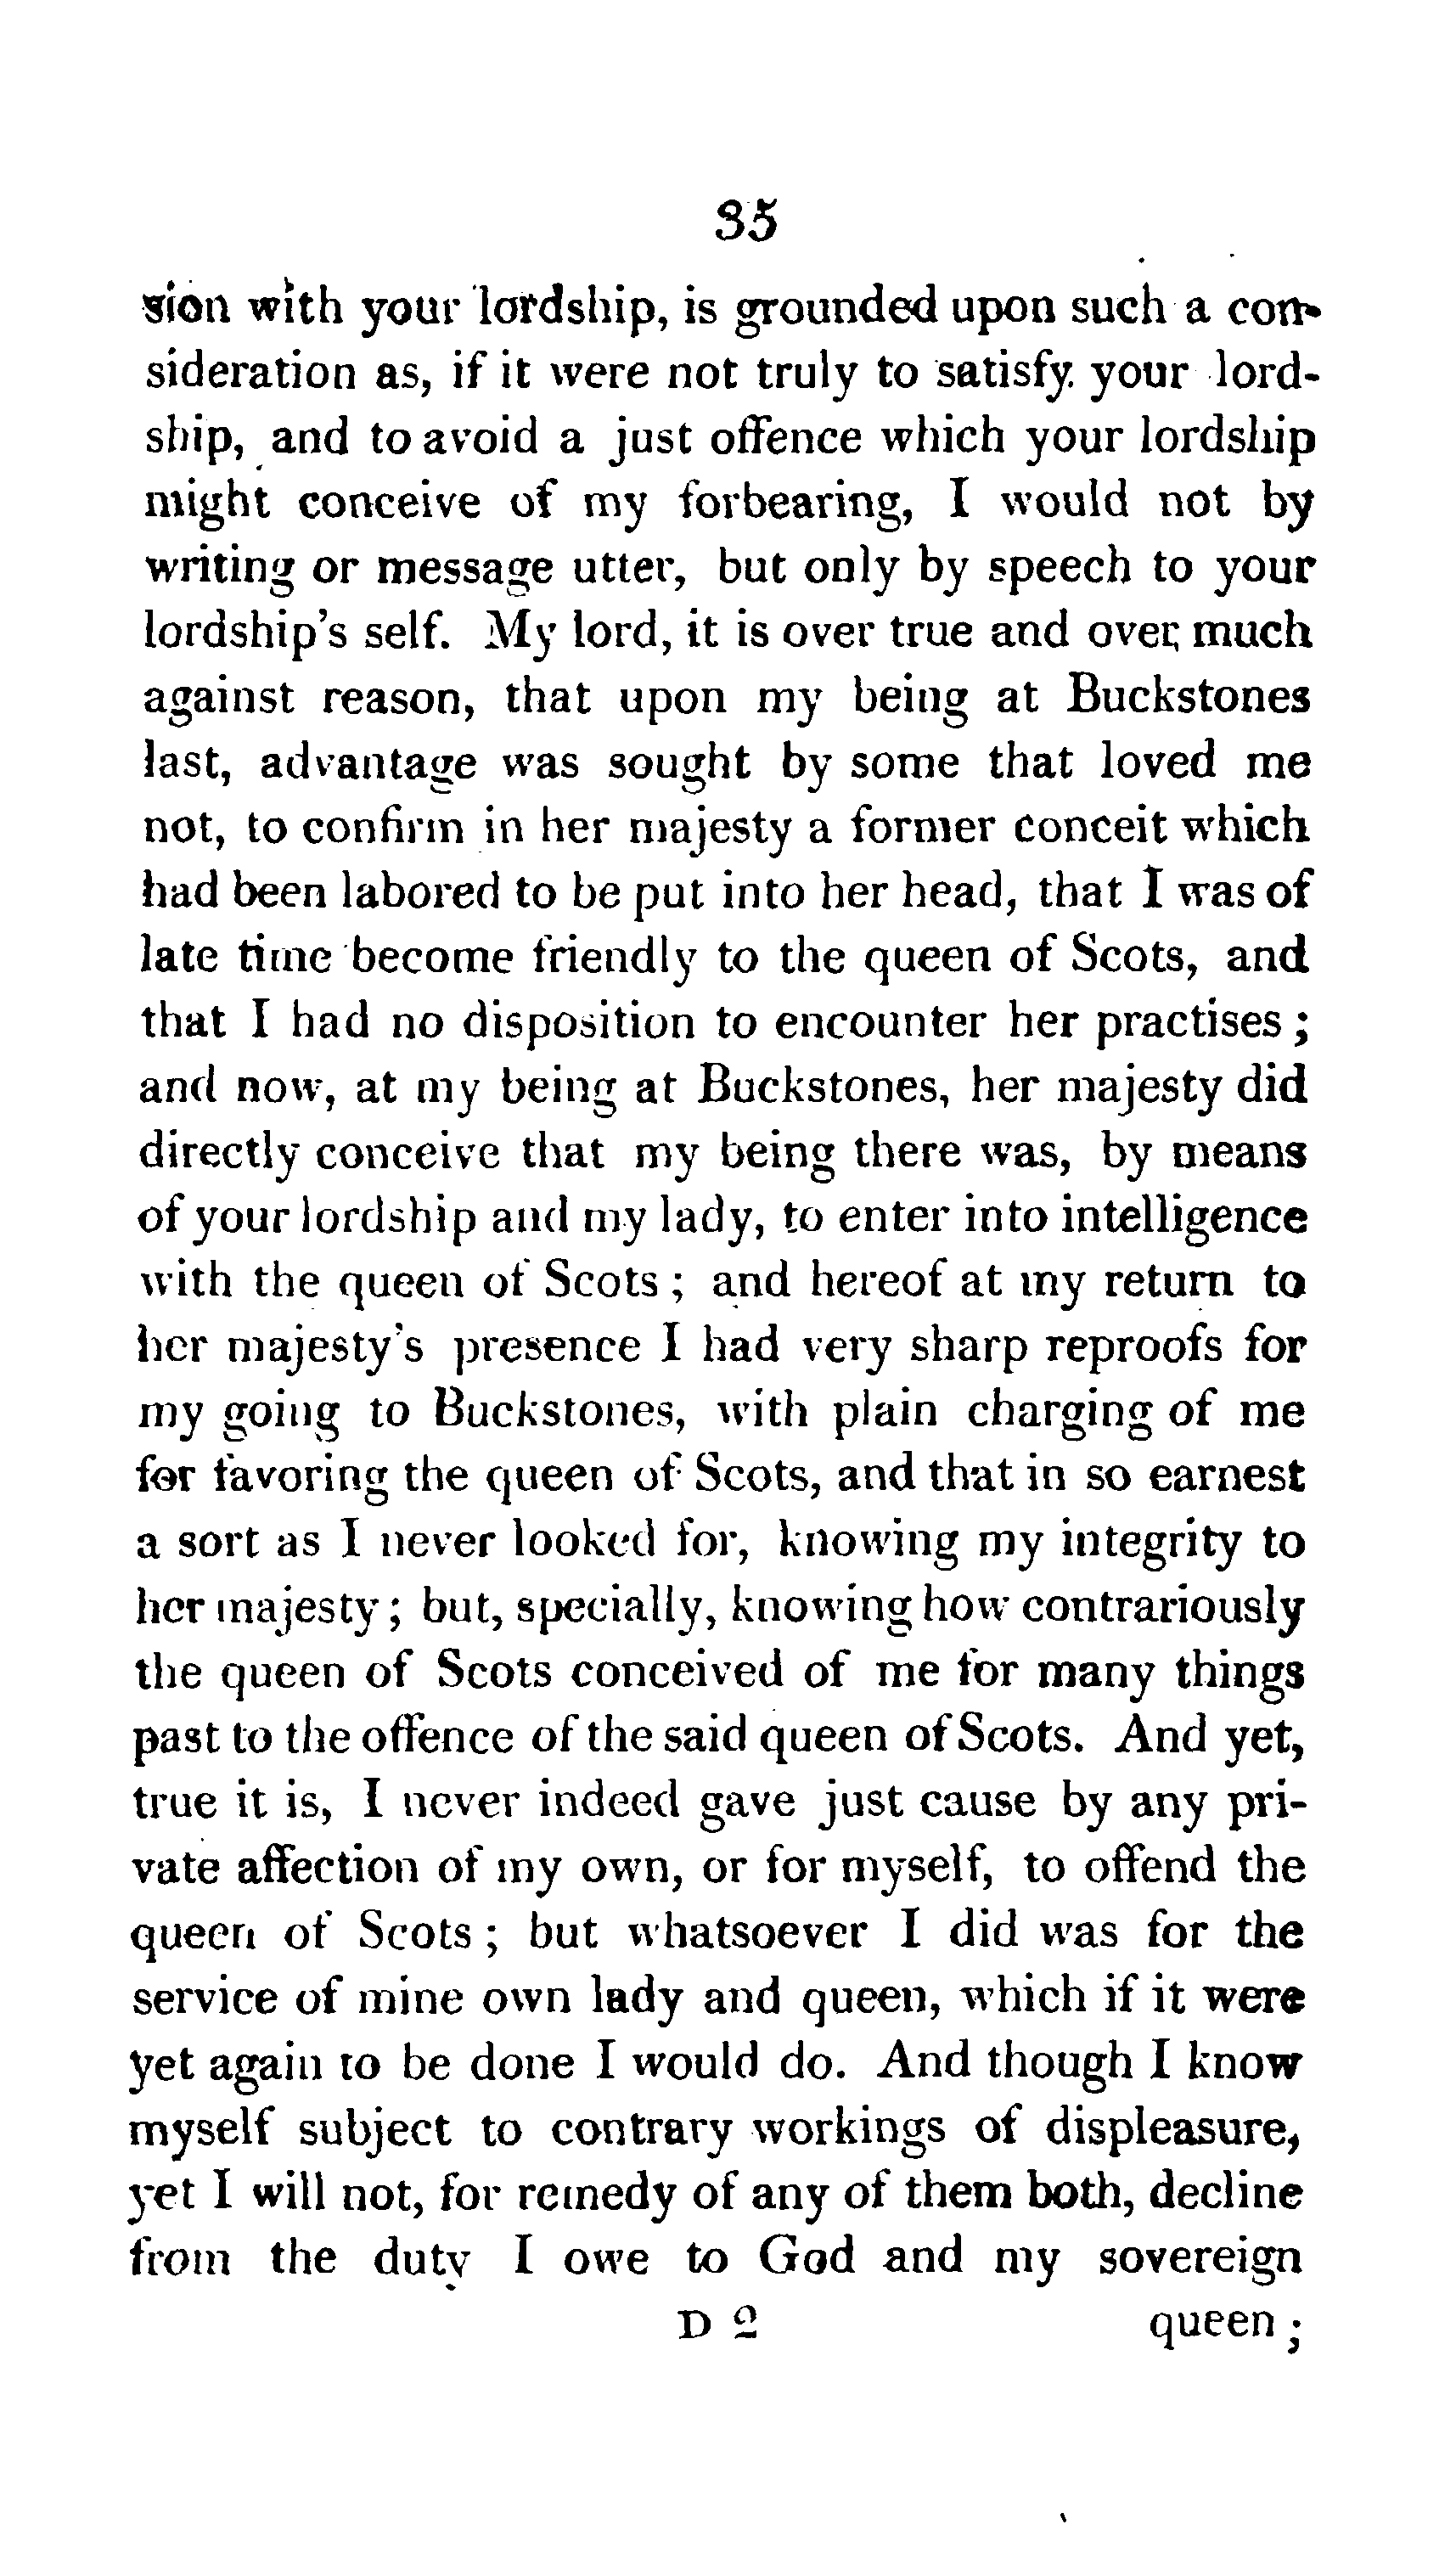 35
sion with your lordship, is grounded upon such a con-
sideration as, if it were not truly to satisfy your lord-
ship, and to avoid a just offence which your lordship
might conceive of my forbearing, I would not by
writing or message utter, but only by speech to your
lordship's self. My lord, it is over true and over much
against reason, that upon my being at Buckstones
last, advantage was sought by some that loved me
not, to confirm in her majesty a former conceit which
had been labored to be put into her head, that I was of
late time become friendly to the queen of Scots, and
that I had no disposition to encounter her practises ;
and now, at my being at Buckstones, her majesty did
directly conceive that my being there was, by means
of your lordship and my lady, to enter into intelligence
with the queen of Scots ; and hereof at my return to
her majesty's presence I had very sharp reproofs for
my going to Buckstones, with plain charging of me
for favoring the queen of Scots, and that in so earnest
a sort as I never looked for, knowing my integrity to
her majesty ; but, specially, knowing how contrariously
the queen of Scots conceived of me for many things
past to the offence of the said queen of Scots. And yet,
true it is, I never indeed gave just cause by any pri-
vate affection of my own, or for myself, to offend the
queen of Scots ; but whatsoever I did was for the
service of mine own lady and queen, which if it were
yet again to be done I would do. And though I know
myself subject to contrary workings of displeasure,
yet I will not, for remedy of any of them both, decline
from the duty I owe to God and my sovereign
D 2 queen ;